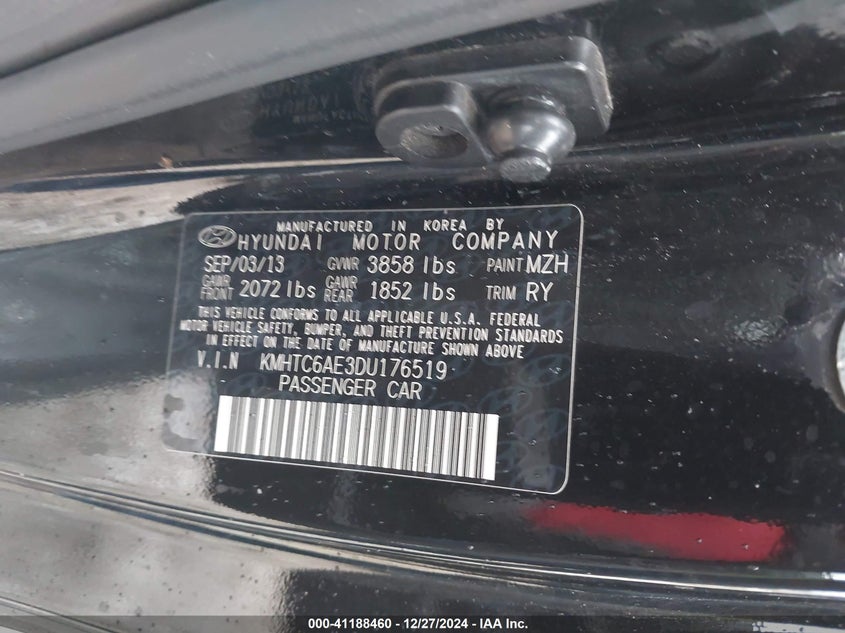 MANUFACTURED IN KOREA BY
HYUNDAI MOTOR COMPANY
SEP/03/13 GVWR 3858 lbs PAINT MZH
GAWR FRONT 2072 lbs GAWR REAR 1852 lbs TRIM RY
THIS VEHICLE CONFORMS TO ALL APPLICABLE U.S.A. FEDERAL
MOTOR VEHICLE SAFETY, BUMPER, AND THEFT PREVENTION STANDARDS
IN EFFECT ON THE DATE OF MANUFACTURE SHOWN ABOVE
V.I.N KMHTC6AE3DU176519
PASSENGER CAR
000-41188460 - 12/27/2024 - IAA Inc.